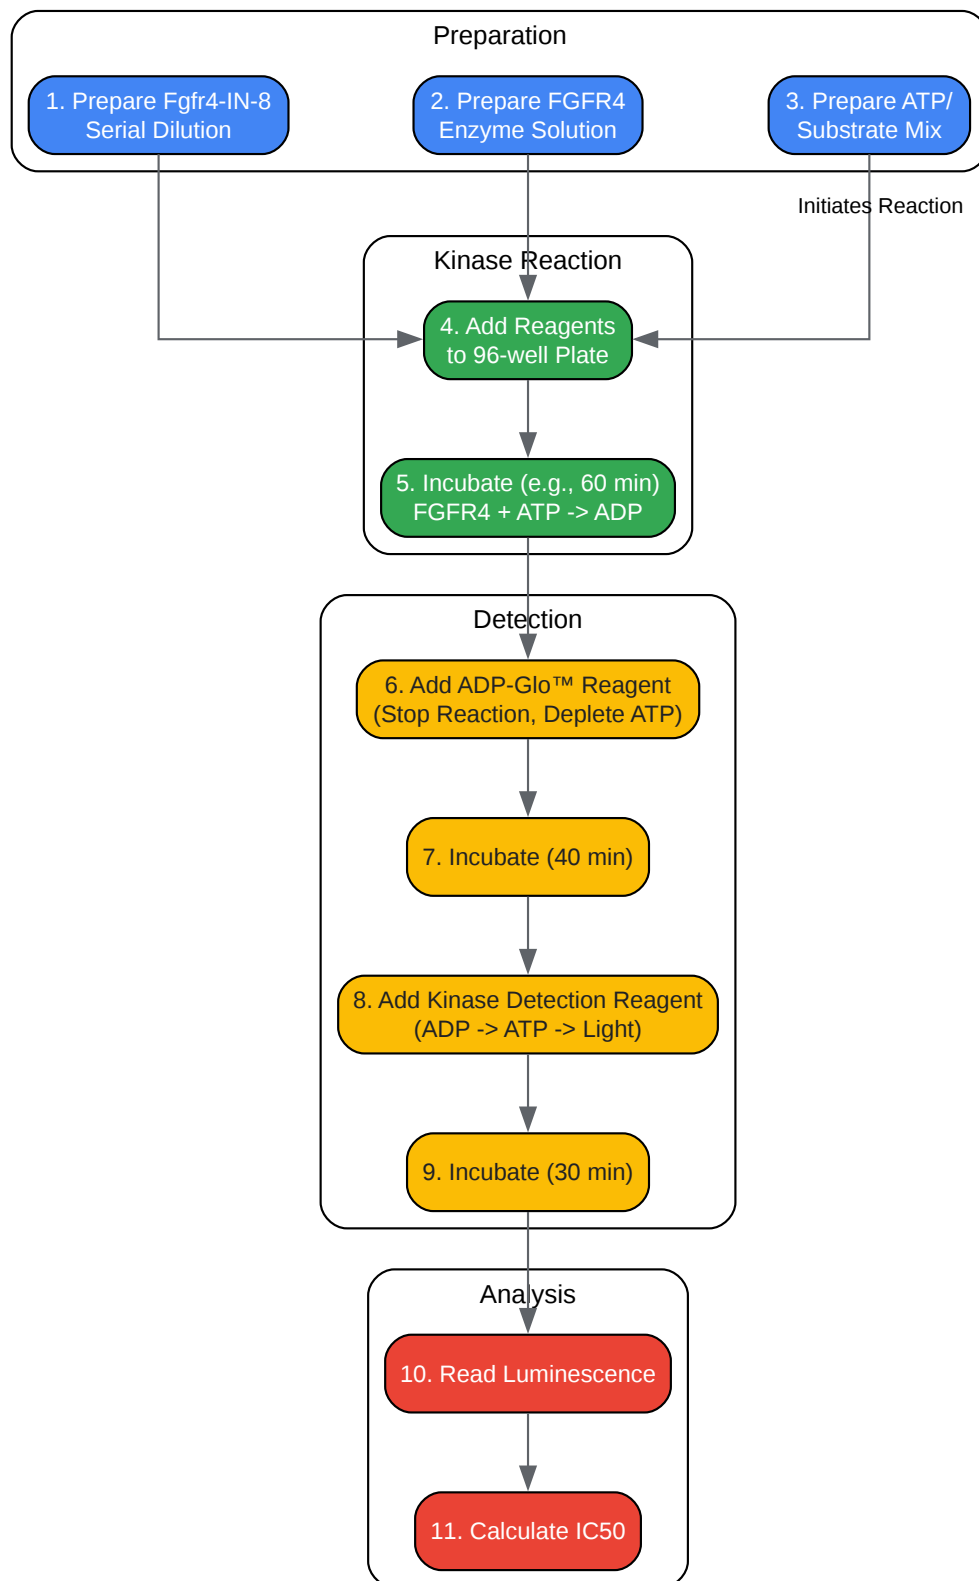 Preparation
1. Prepare Fgfr4-IN-8
Serial Dilution
2. Prepare FGFR4
Enzyme Solution
3. Prepare ATP/
Substrate Mix
Initiates Reaction
Kinase Reaction
4. Add Reagents
to 96-well Plate
5. Incubate (e.g., 60 min)
FGFR4 + ATP -> ADP
Detection
6. Add ADP-Glo™ Reagent
(Stop Reaction, Deplete ATP)
7. Incubate (40 min)
8. Add Kinase Detection Reagent
(ADP -> ATP -> Light)
9. Incubate (30 min)
Analysis
10. Read Luminescence
11. Calculate IC50